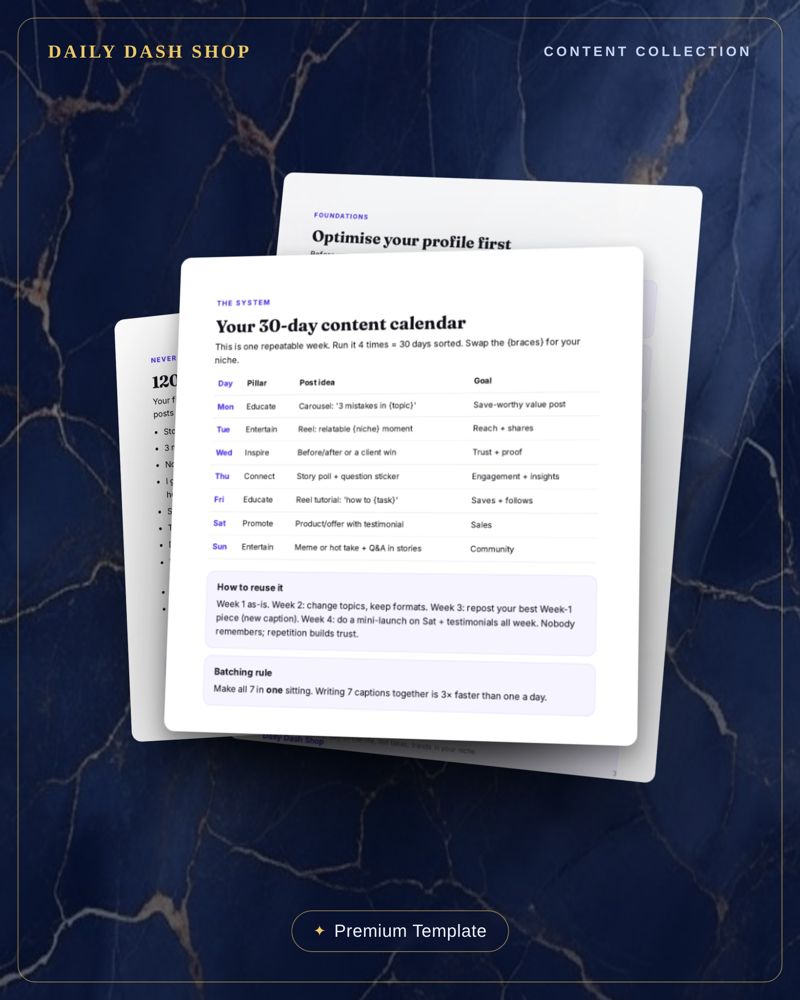 DAILY DASH SHOP
CONTENT COLLECTION
FOUNDATIONS
Optimise your profile first
THE SYSTEM
Your 30-day content calendar
This is one repeatable week. Run it 4 times = 30 days sorted. Swap the {braces} for your
niche.
Day Pillar Post idea Goal
Mon Educate Carousel: '3 mistakes in {topic}' Save-worthy value post
Tue Entertain Reel: relatable {niche} moment Reach + shares
Wed Inspire Before/after or a client win Trust + proof
Thu Connect Story poll + question sticker Engagement + insights
Fri Educate Reel tutorial: 'how to {task}' Saves + follows
Sat Promote Product/offer with testimonial Sales
Sun Entertain Meme or hot take + Q&A in stories Community
How to reuse it
Week 1 as-is. Week 2: change topics, keep formats. Week 3: repost your best Week-1
piece (new caption). Week 4: do a mini-launch on Sat + testimonials all week. Nobody
remembers; repetition builds trust.
Batching rule
Make all 7 in one sitting. Writing 7 captions together is 3× faster than one a day.
NEVER
120
Your
posts
Daily Dash Shop
3
✦ Premium Template